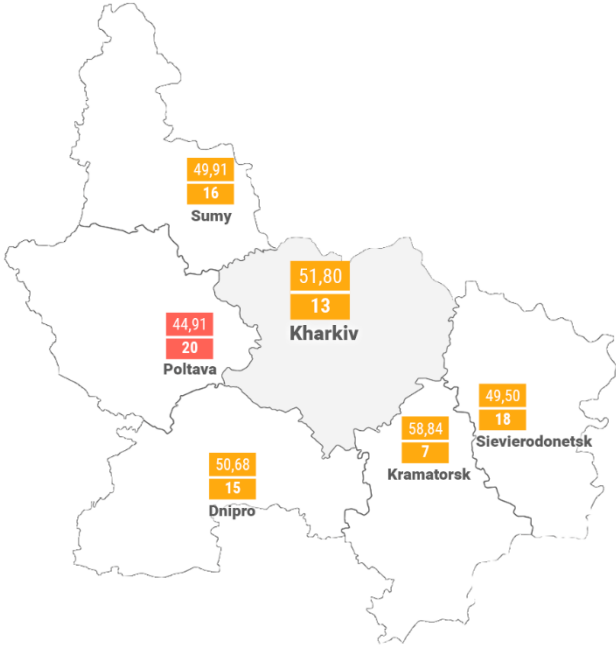 49,91
16
Sumy
51,80
13
Kharkiv
44,91
20
Poltava
49,50
18
Sievierodonetsk
58,84
7
Kramatorsk
50,68
15
Dnipro